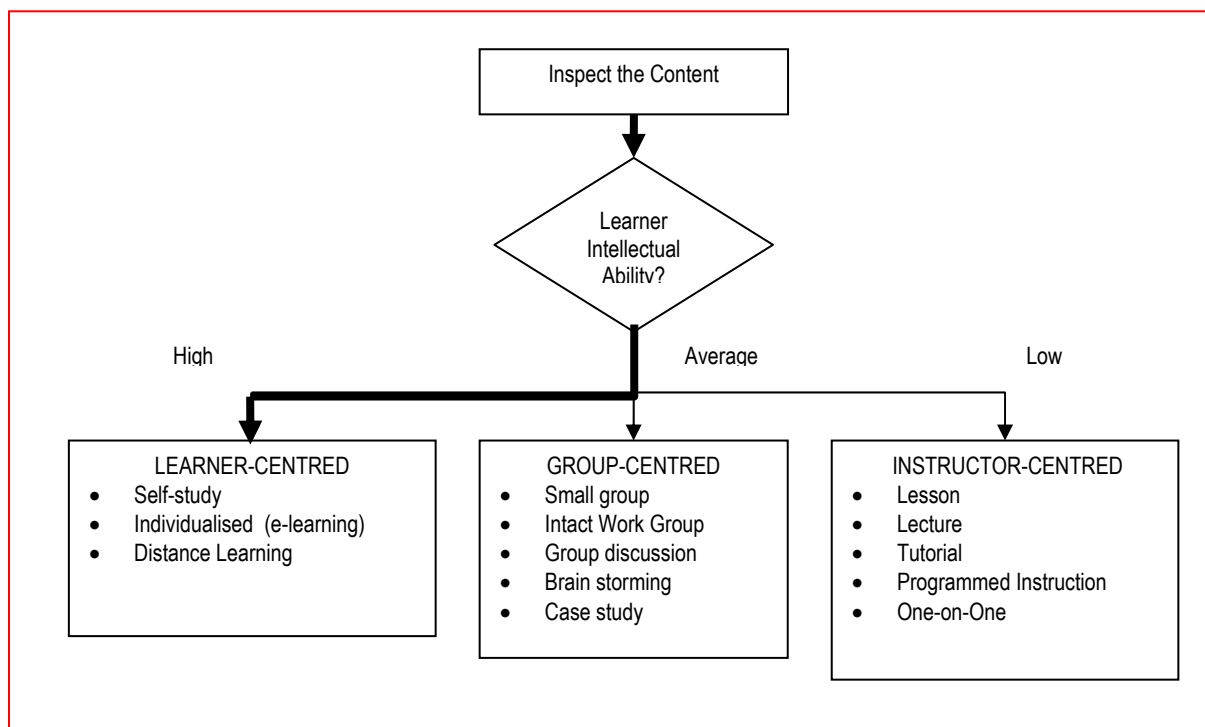 Inspect the Content
Learner
Intellectual
Ability?
High
Average
Low
LEARNER-CENTRED
• Self-study
• Individualised (e-learning)
• Distance Learning
GROUP-CENTRED
• Small group
• Intact Work Group
• Group discussion
• Brain storming
• Case study
INSTRUCTOR-CENTRED
• Lesson
• Lecture
• Tutorial
• Programmed Instruction
• One-on-One